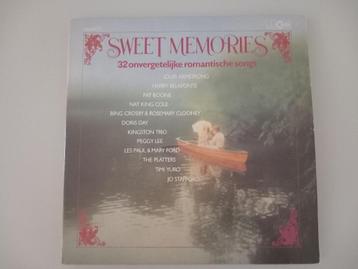 SWEET MEMORIES
32 onvergetelijke romantische songs
LOUIS ARMSTRONG
HARRY BELAFONTE
PAT BOONE
NAT KING COLE
BING CROSBY & ROSEMARY CLOONEY
DORIS DAY
KINGSTON TRIO
PEGGY LEE
LES PAUL & MARY FORD
THE PLATTERS
TIMI YURO
JO STAFFORD